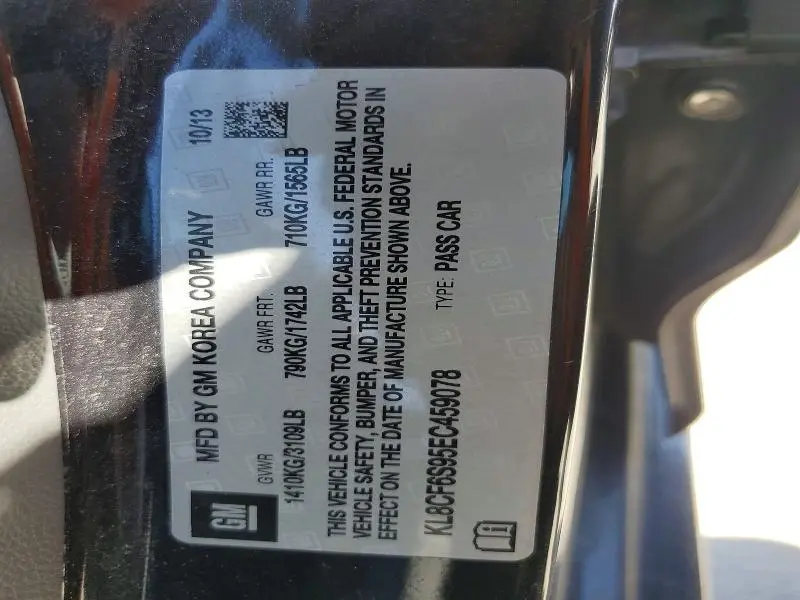 GM
MFD BY GM KOREA COMPANY 10/13
GVWR GAWR FRT. GAWR RR.
1410KG/3109LB 790KG/1742LB 710KG/1565LB
THIS VEHICLE CONFORMS TO ALL APPLICABLE U.S. FEDERAL MOTOR
VEHICLE SAFETY, BUMPER, AND THEFT PREVENTION STANDARDS IN
EFFECT ON THE DATE OF MANUFACTURE SHOWN ABOVE.
KL8CF6S95EC459078 TYPE: PASS CAR